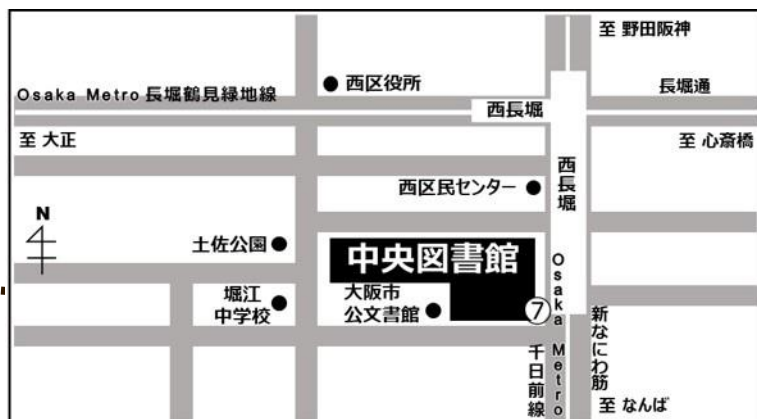 至 野田阪神
西区役所
長堀通
Osaka Metro 長堀鶴見緑地線
西長堀
至 大正
至 心斎橋
西長堀
西区民センター
N
土佐公園
中央図書館
堀江
中学校
大阪市
公文書館
⑦
Osaka Metro
千日前線
新なにわ筋
至 なんば